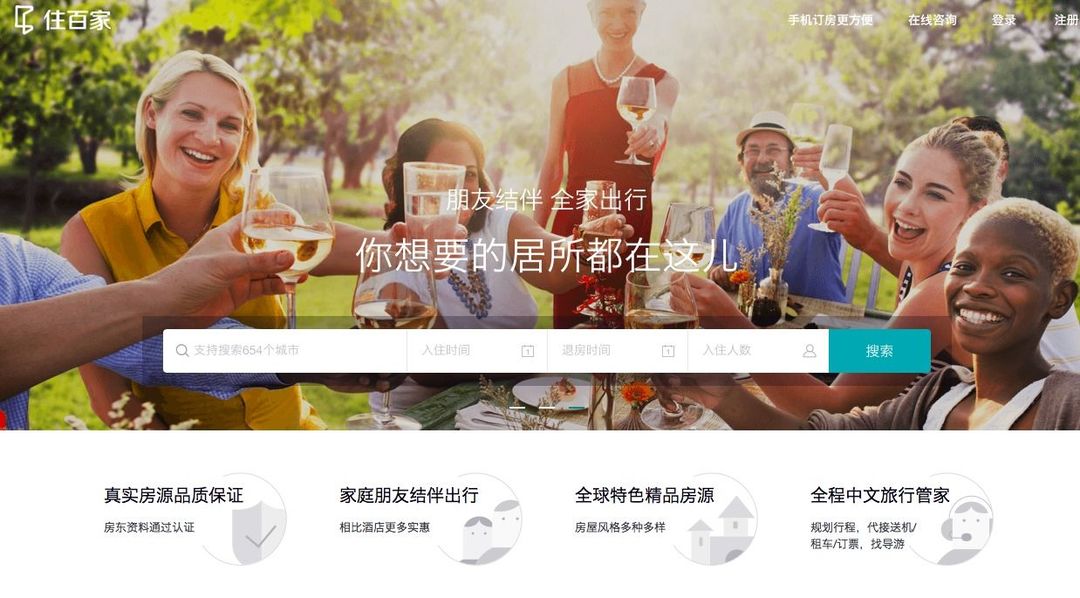 住百家
手机订房更方便 在线咨询 登录 注册
朋友结伴 全家出行
你想要的居所都在这儿
支持搜索654个城市 入住时间 1 退房时间 1 入住人数 搜索
真实房源品质保证
房东资料通过认证
家庭朋友结伴出行
相比酒店更多实惠
全球特色精品房源
房屋风格多种多样
全程中文旅行管家
规划行程，代接送机/
租车/订票，找导游